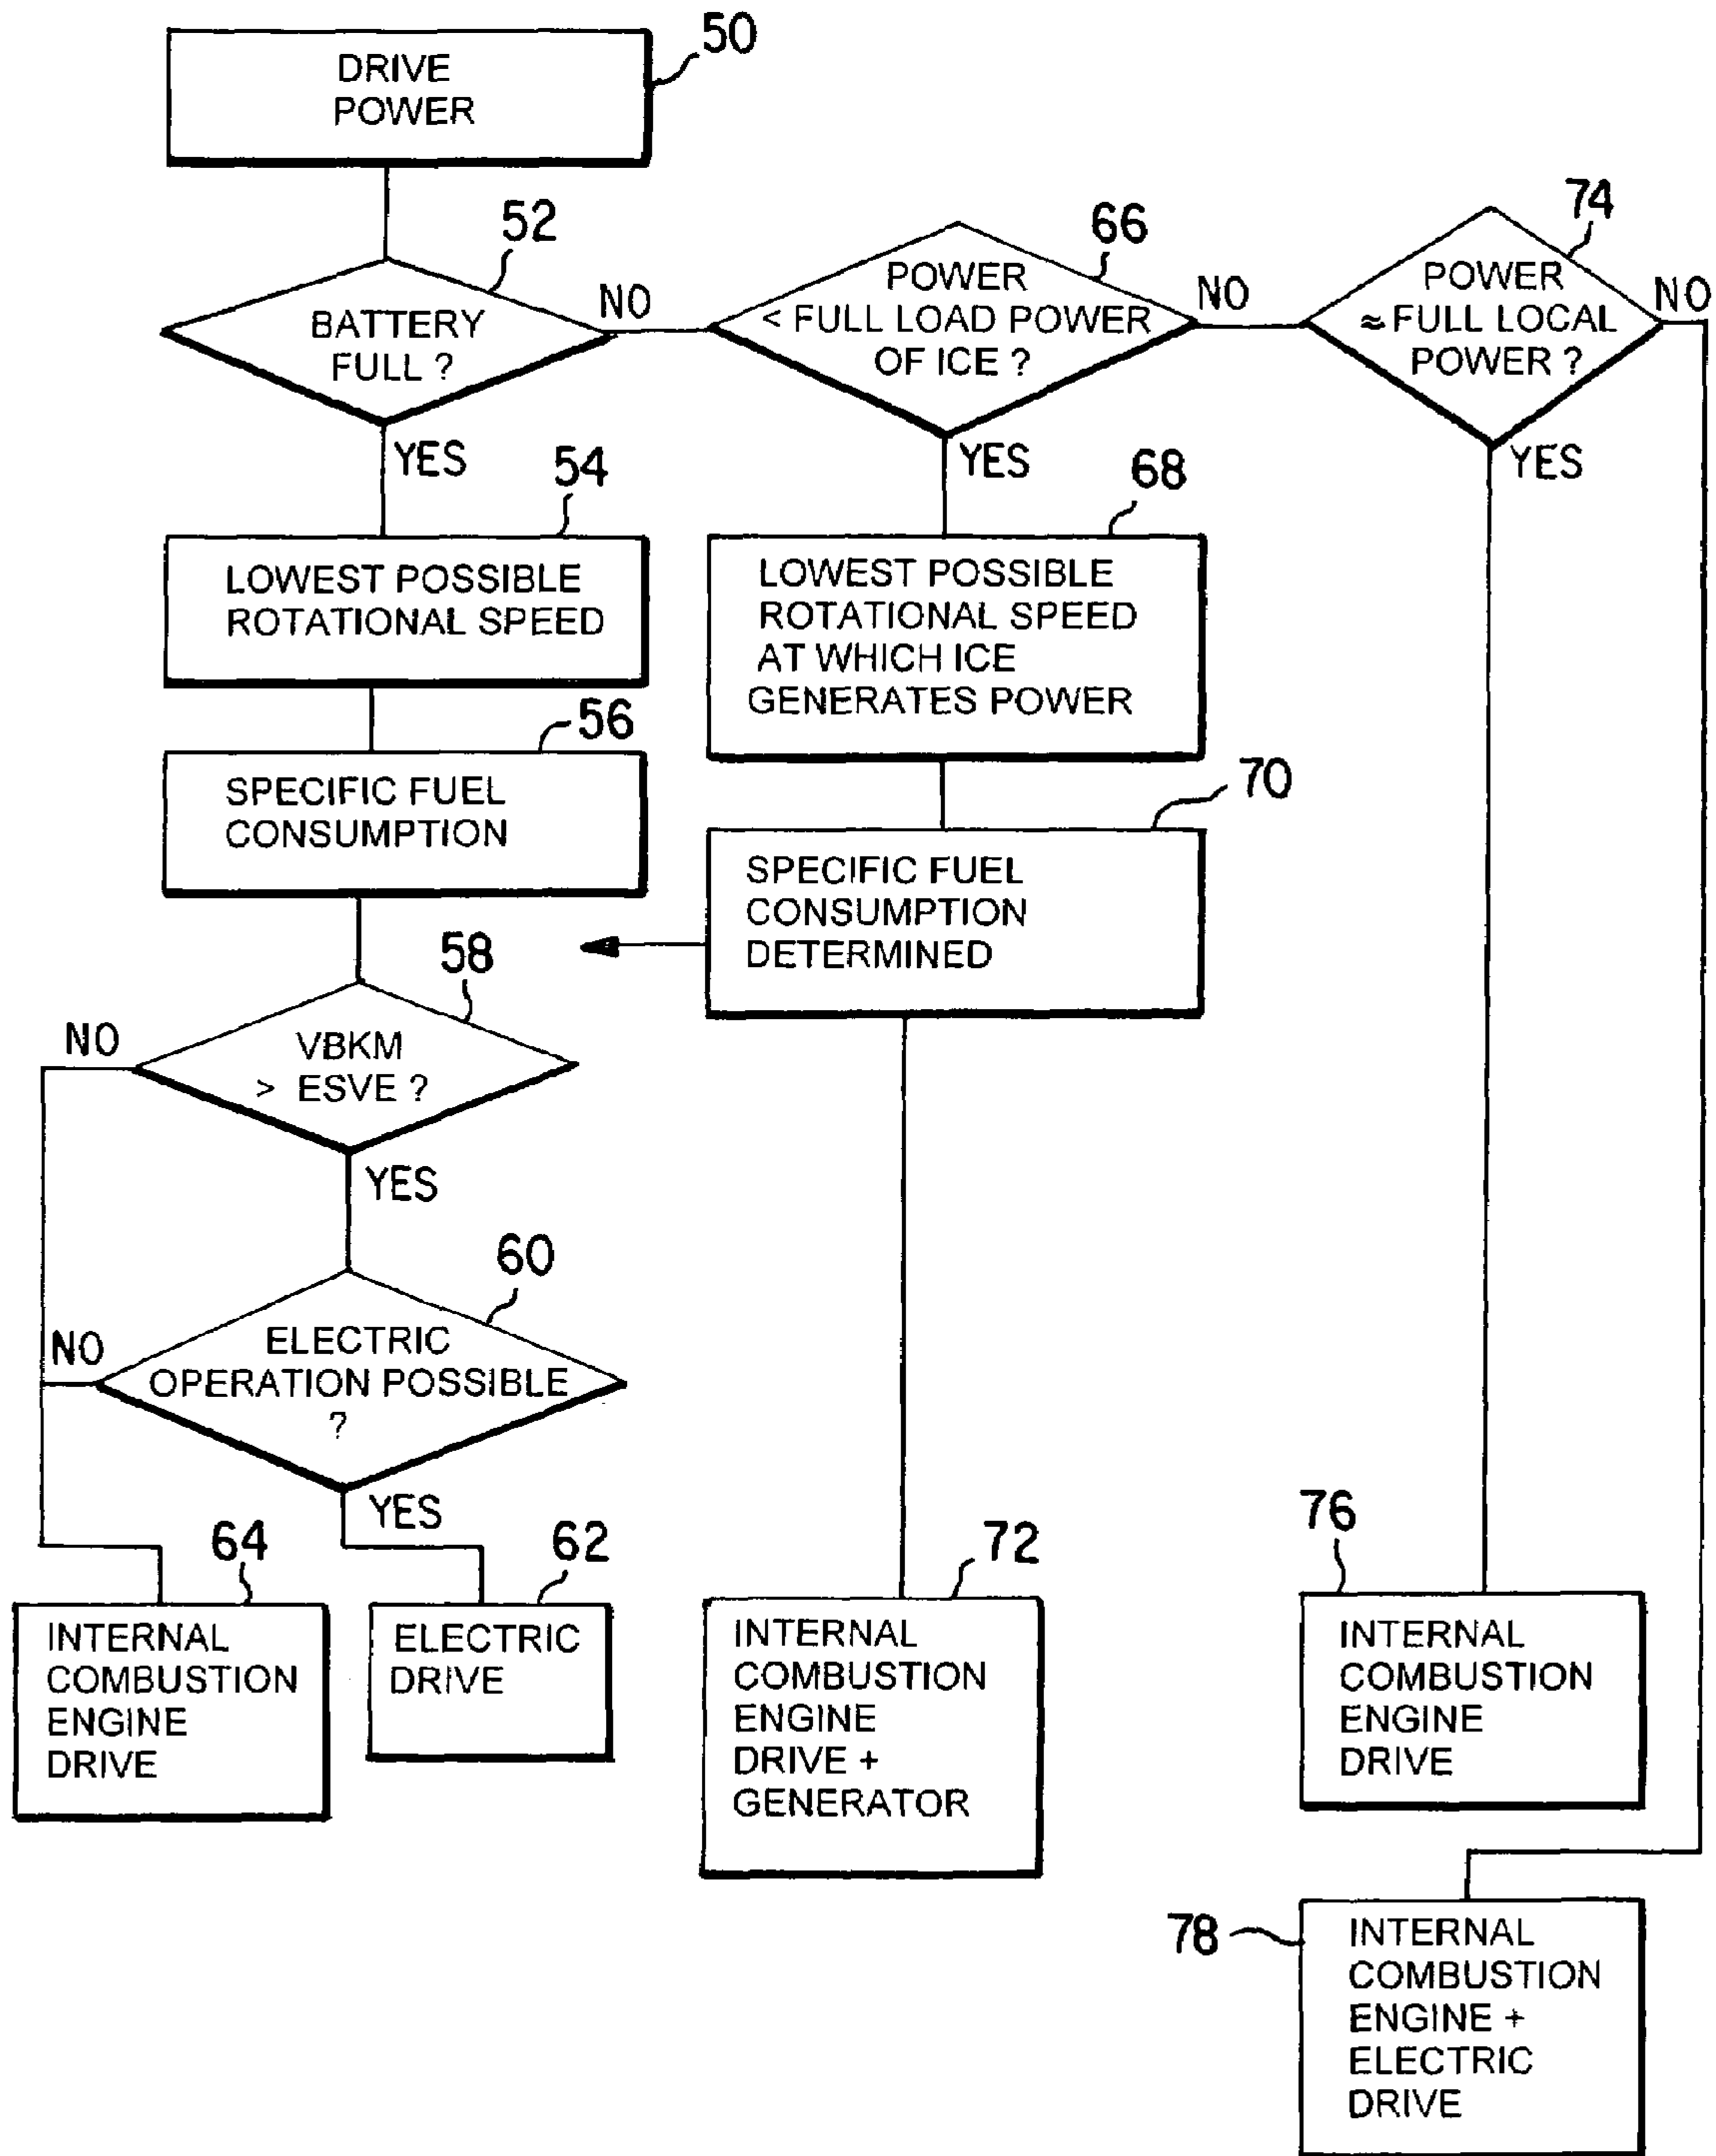 50
DRIVE
POWER
52
BATTERY
FULL ?
NO
YES
66
POWER
< FULL LOAD POWER
OF ICE ?
NO
YES
74
POWER
≈ FULL LOCAL
POWER ?
NO
YES
54
LOWEST POSSIBLE
ROTATIONAL SPEED
68
LOWEST POSSIBLE
ROTATIONAL SPEED
AT WHICH ICE
GENERATES POWER
56
SPECIFIC FUEL
CONSUMPTION
70
SPECIFIC FUEL
CONSUMPTION
DETERMINED
58
VBKM
> ESVE ?
NO
YES
60
ELECTRIC
OPERATION POSSIBLE
?
NO
YES
64
INTERNAL
COMBUSTION
ENGINE
DRIVE
62
ELECTRIC
DRIVE
72
INTERNAL
COMBUSTION
ENGINE
DRIVE +
GENERATOR
76
INTERNAL
COMBUSTION
ENGINE
DRIVE
78
INTERNAL
COMBUSTION
ENGINE +
ELECTRIC
DRIVE